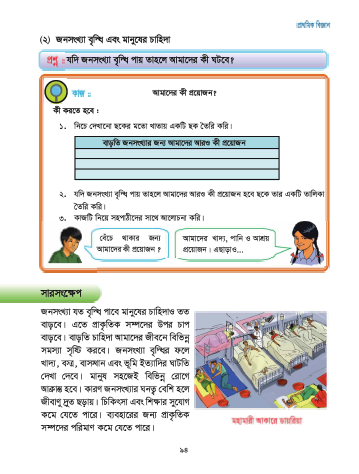 প্রাথমিক বিজ্ঞান
(২) জনসংখ্যা বৃদ্ধি এবং মানুষের চাহিদা
প্রশ্ন : যদি জনসংখ্যা বৃদ্ধি পায় তাহলে আমাদের কী ঘটবে?
কাজ : আমাদের কী প্রয়োজন?
কী করতে হবে :
১. নিচে দেখানো ছকের মতো খাতায় একটি ছক তৈরি করি।
বাড়তি জনসংখ্যার জন্য আমাদের আরও কী প্রয়োজন
২. যদি জনসংখ্যা বৃদ্ধি পায় তাহলে আমাদের আরও কী প্রয়োজন হবে ছকে তার একটি তালিকা
তৈরি করি।
৩. কাজটি নিয়ে সহপাঠীদের সাথে আলোচনা করি।
বেঁচে থাকার জন্য
আমাদের কী প্রয়োজন ?
আমাদের খাদ্য, পানি ও আশ্রয়
প্রয়োজন। এছাড়াও...
সারসংক্ষেপ
জনসংখ্যা যত বৃদ্ধি পাবে মানুষের চাহিদাও তত
বাড়বে। এতে প্রাকৃতিক সম্পদের উপর চাপ
বাড়বে। বাড়তি চাহিদা আমাদের জীবনে বিভিন্ন
সমস্যা সৃষ্টি করবে। জনসংখ্যা বৃদ্ধির ফলে
খাদ্য, বস্ত্র, বাসস্থান এবং ভূমি ইত্যাদির ঘাটতি
দেখা দেবে। মানুষ সহজেই বিভিন্ন রোগে
আক্রান্ত হবে। কারণ জনসংখ্যার ঘনত্ব বেশি হলে
জীবাণু দ্রুত ছড়ায়। চিকিৎসা এবং শিক্ষার সুযোগ
কমে যেতে পারে। ব্যবহারের জন্য প্রাকৃতিক
সম্পদের পরিমাণ কমে যেতে পারে।
মহামারী আকারে ডায়রিয়া
৯৪